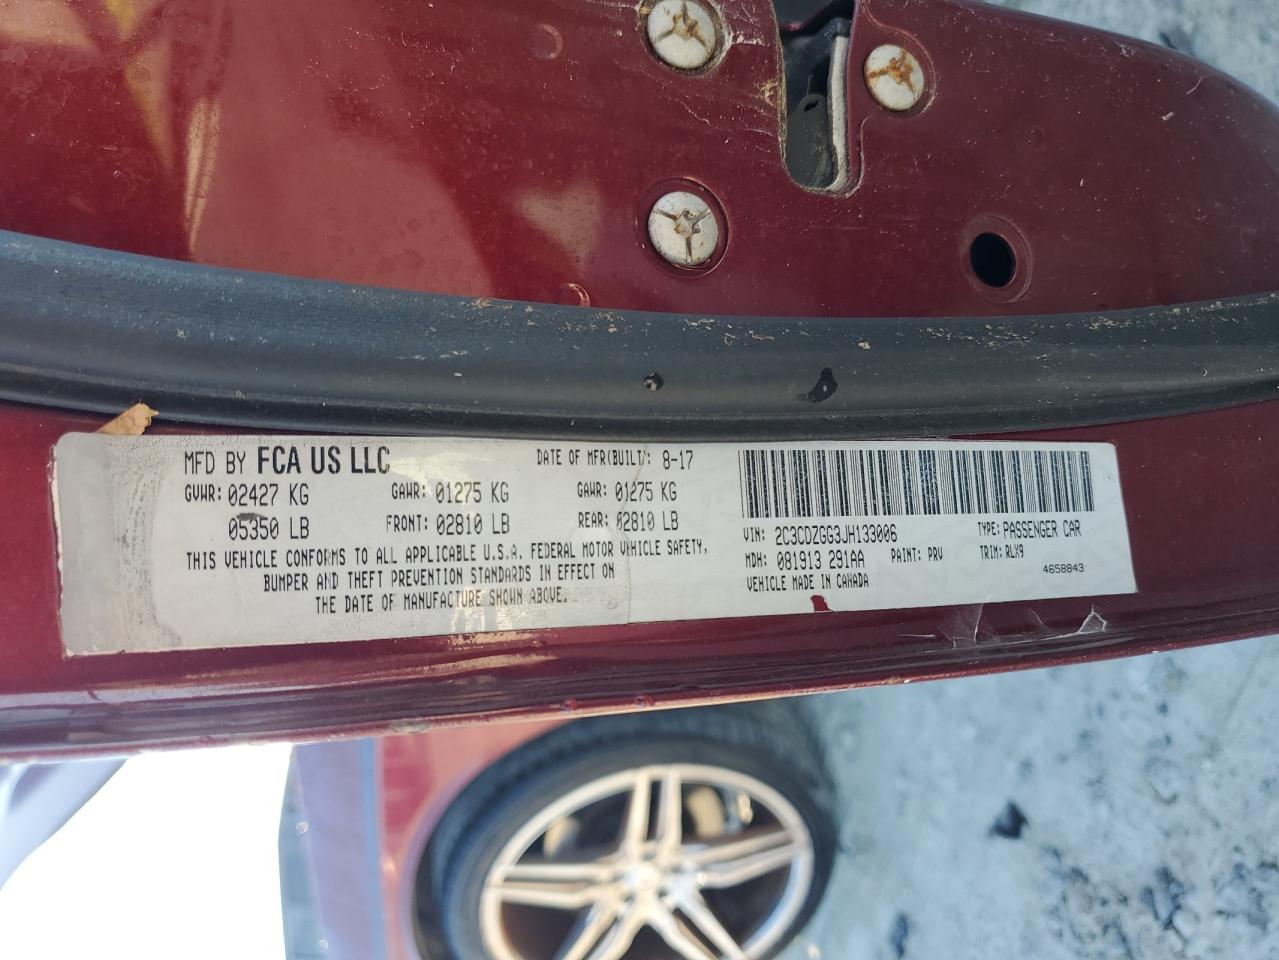 MFD BY FCA US LLC DATE OF MFR(BUILT): 8-17
GVWR: 02427 KG GAWR: 01275 KG GAWR: 01275 KG
05350 LB FRONT: 02810 LB REAR: 02810 LB
THIS VEHICLE CONFORMS TO ALL APPLICABLE U.S.A. FEDERAL MOTOR VEHICLE SAFETY,
BUMPER AND THEFT PREVENTION STANDARDS IN EFFECT ON
THE DATE OF MANUFACTURE SHOWN ABOVE.
VIN: 2C3CDZGG3JH133006 TYPE: PASSENGER CAR
MDH: 081913 291AA PAINT: PRV TRIM: RLX9
VEHICLE MADE IN CANADA 4658843